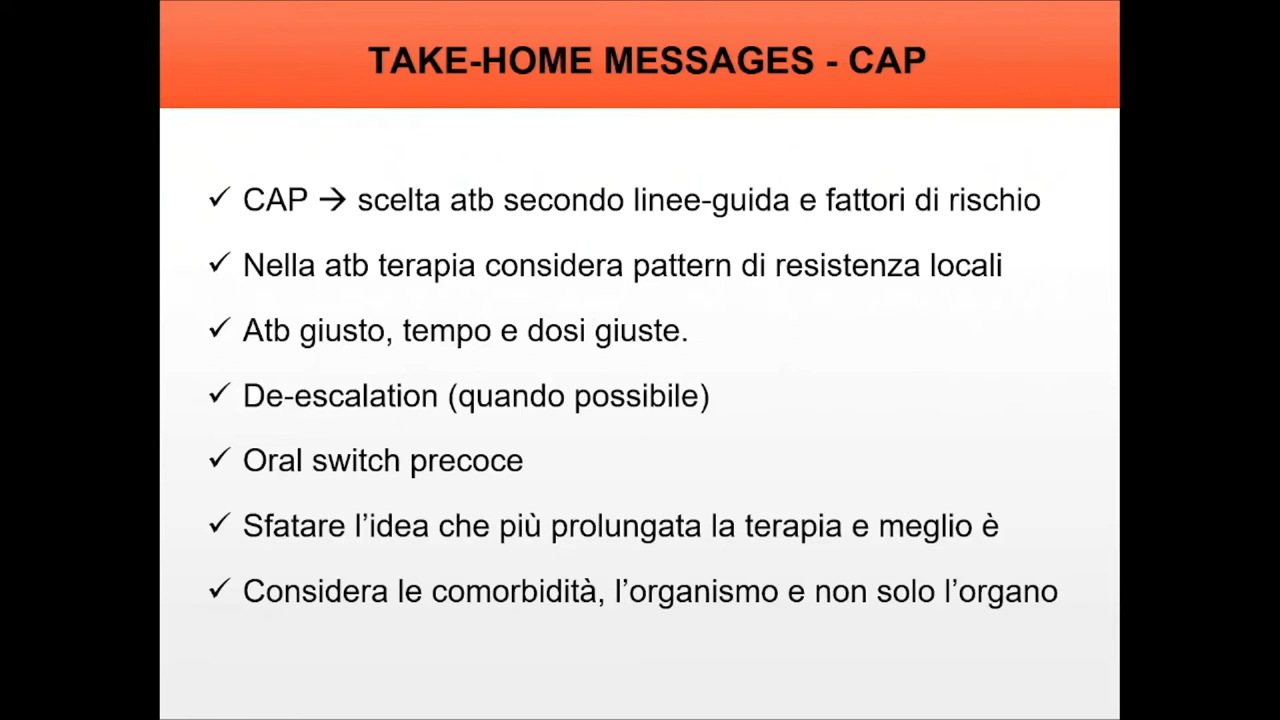 TAKE-HOME MESSAGES - CAP
✓ CAP → scelta atb secondo linee-guida e fattori di rischio
✓ Nella atb terapia considera pattern di resistenza locali
✓ Atb giusto, tempo e dosi giuste.
✓ De-escalation (quando possibile)
✓ Oral switch precoce
✓ Sfatare l’idea che più prolungata la terapia e meglio è
✓ Considera le comorbidità, l’organismo e non solo l’organo